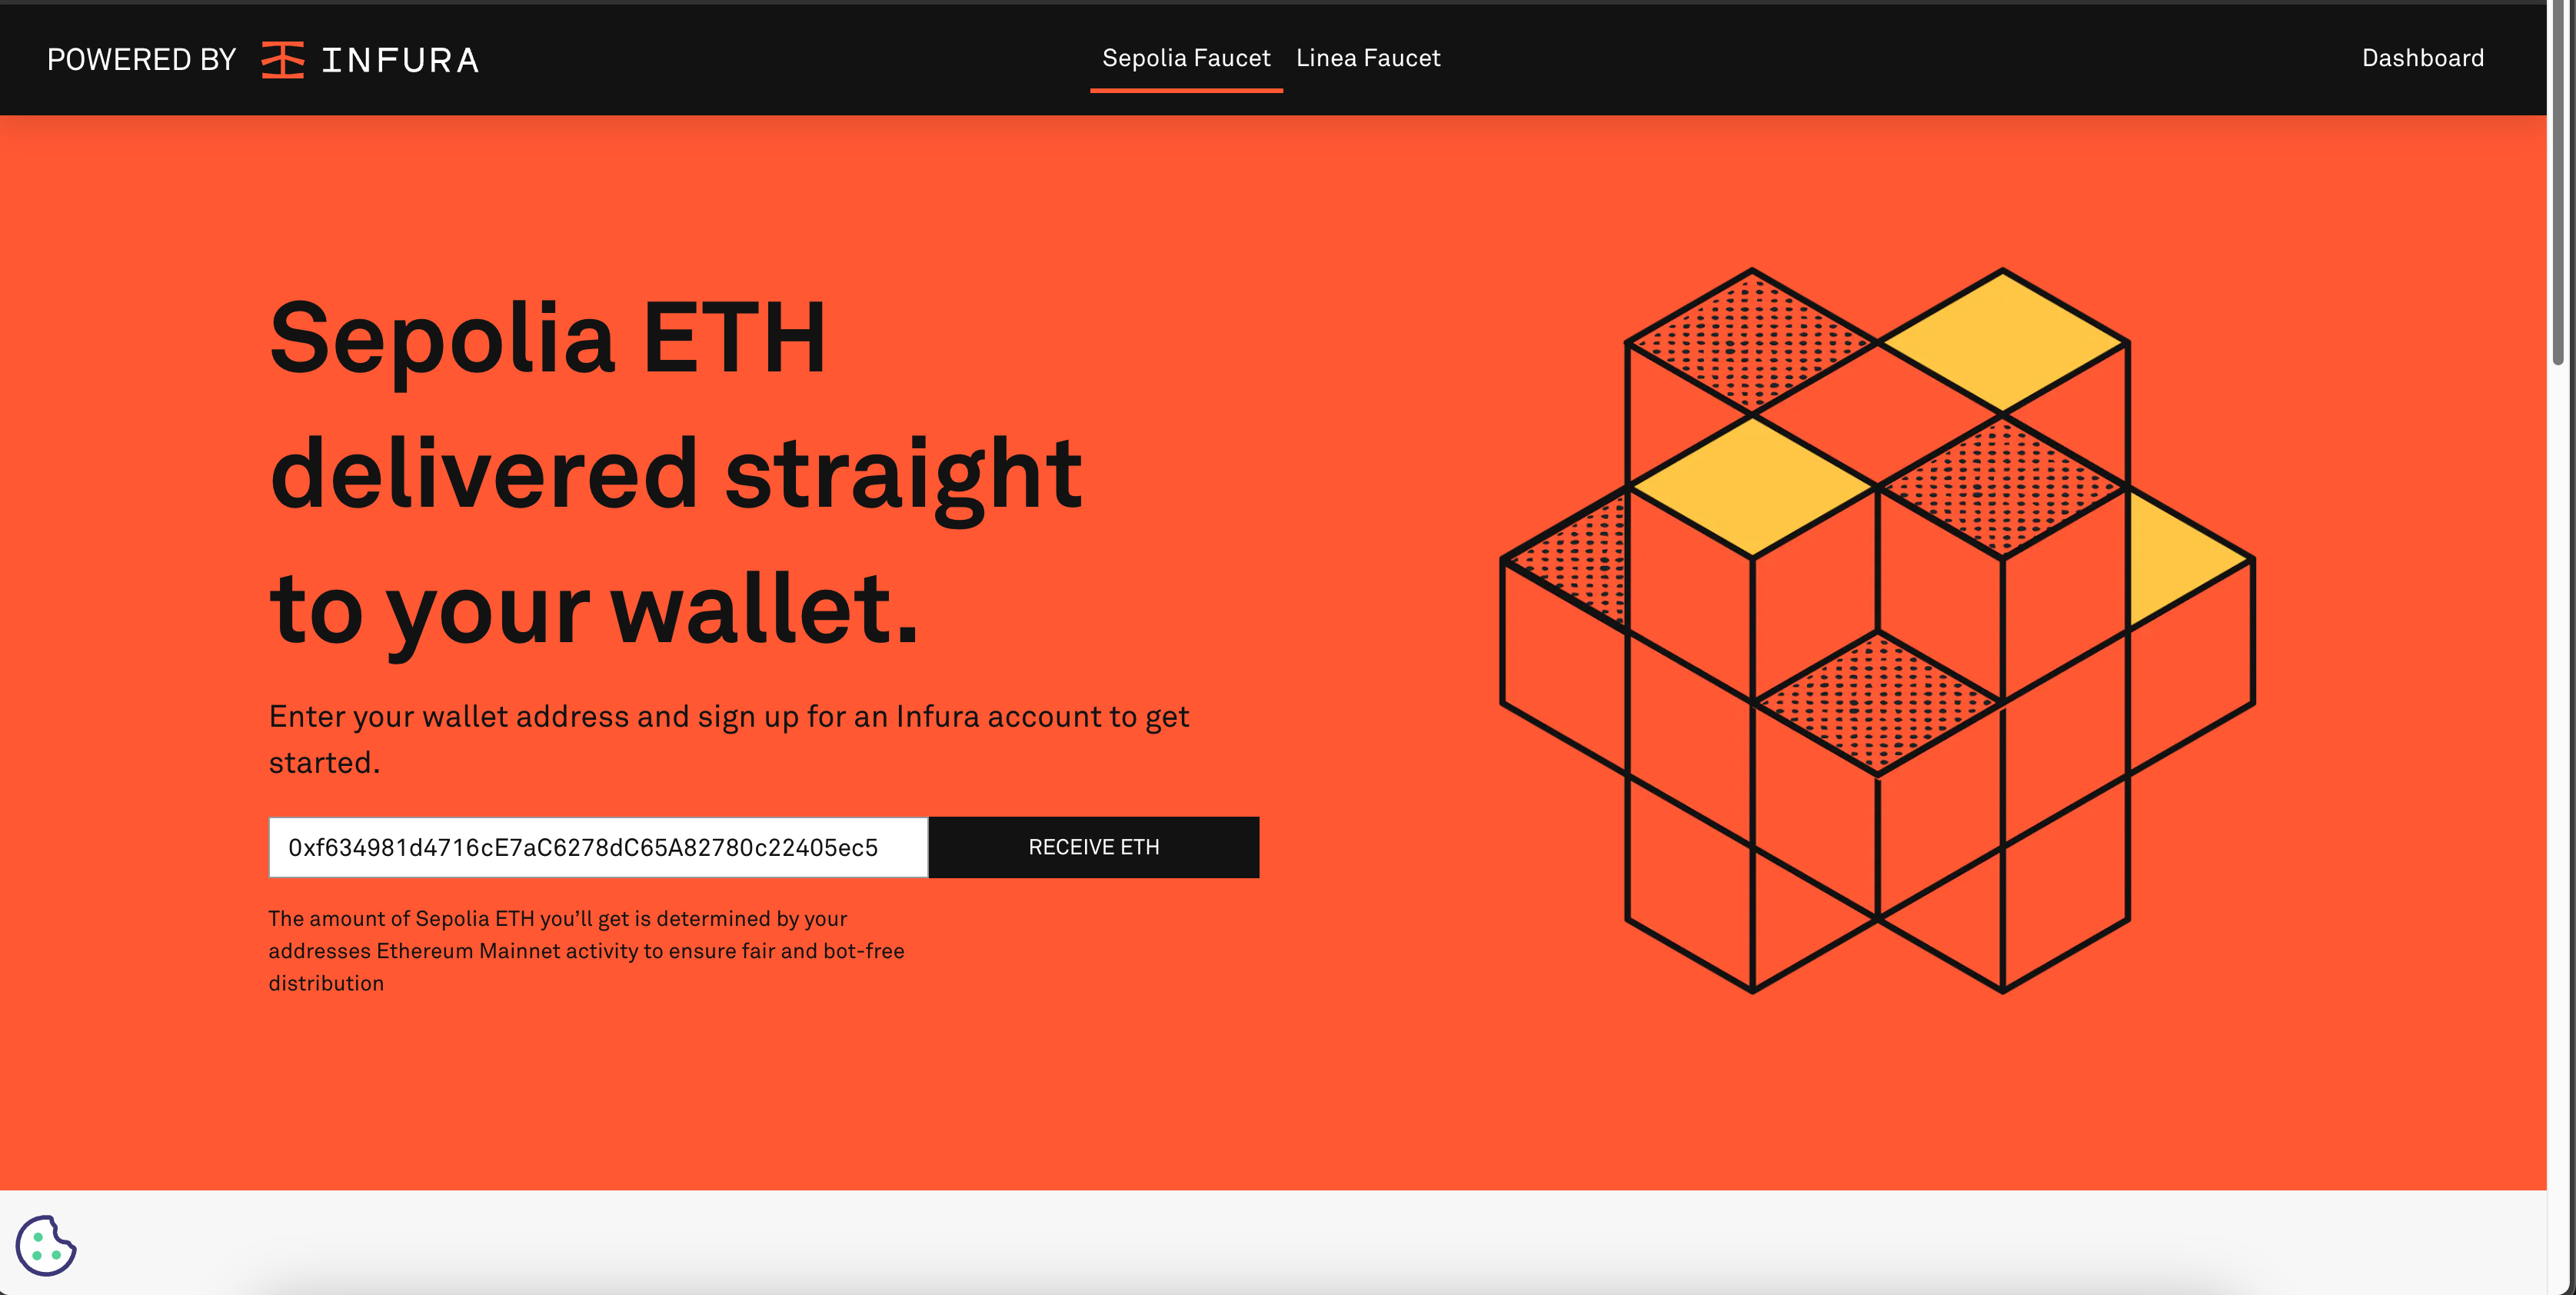 POWERED BY INFURA
Sepolia Faucet
Linea Faucet
Dashboard
Sepolia ETH
delivered straight
to your wallet.
Enter your wallet address and sign up for an Infura account to get
started.
0xf634981d4716cE7aC6278dC65A82780c22405ec5
RECEIVE ETH
The amount of Sepolia ETH you’ll get is determined by your
addresses Ethereum Mainnet activity to ensure fair and bot-free
distribution